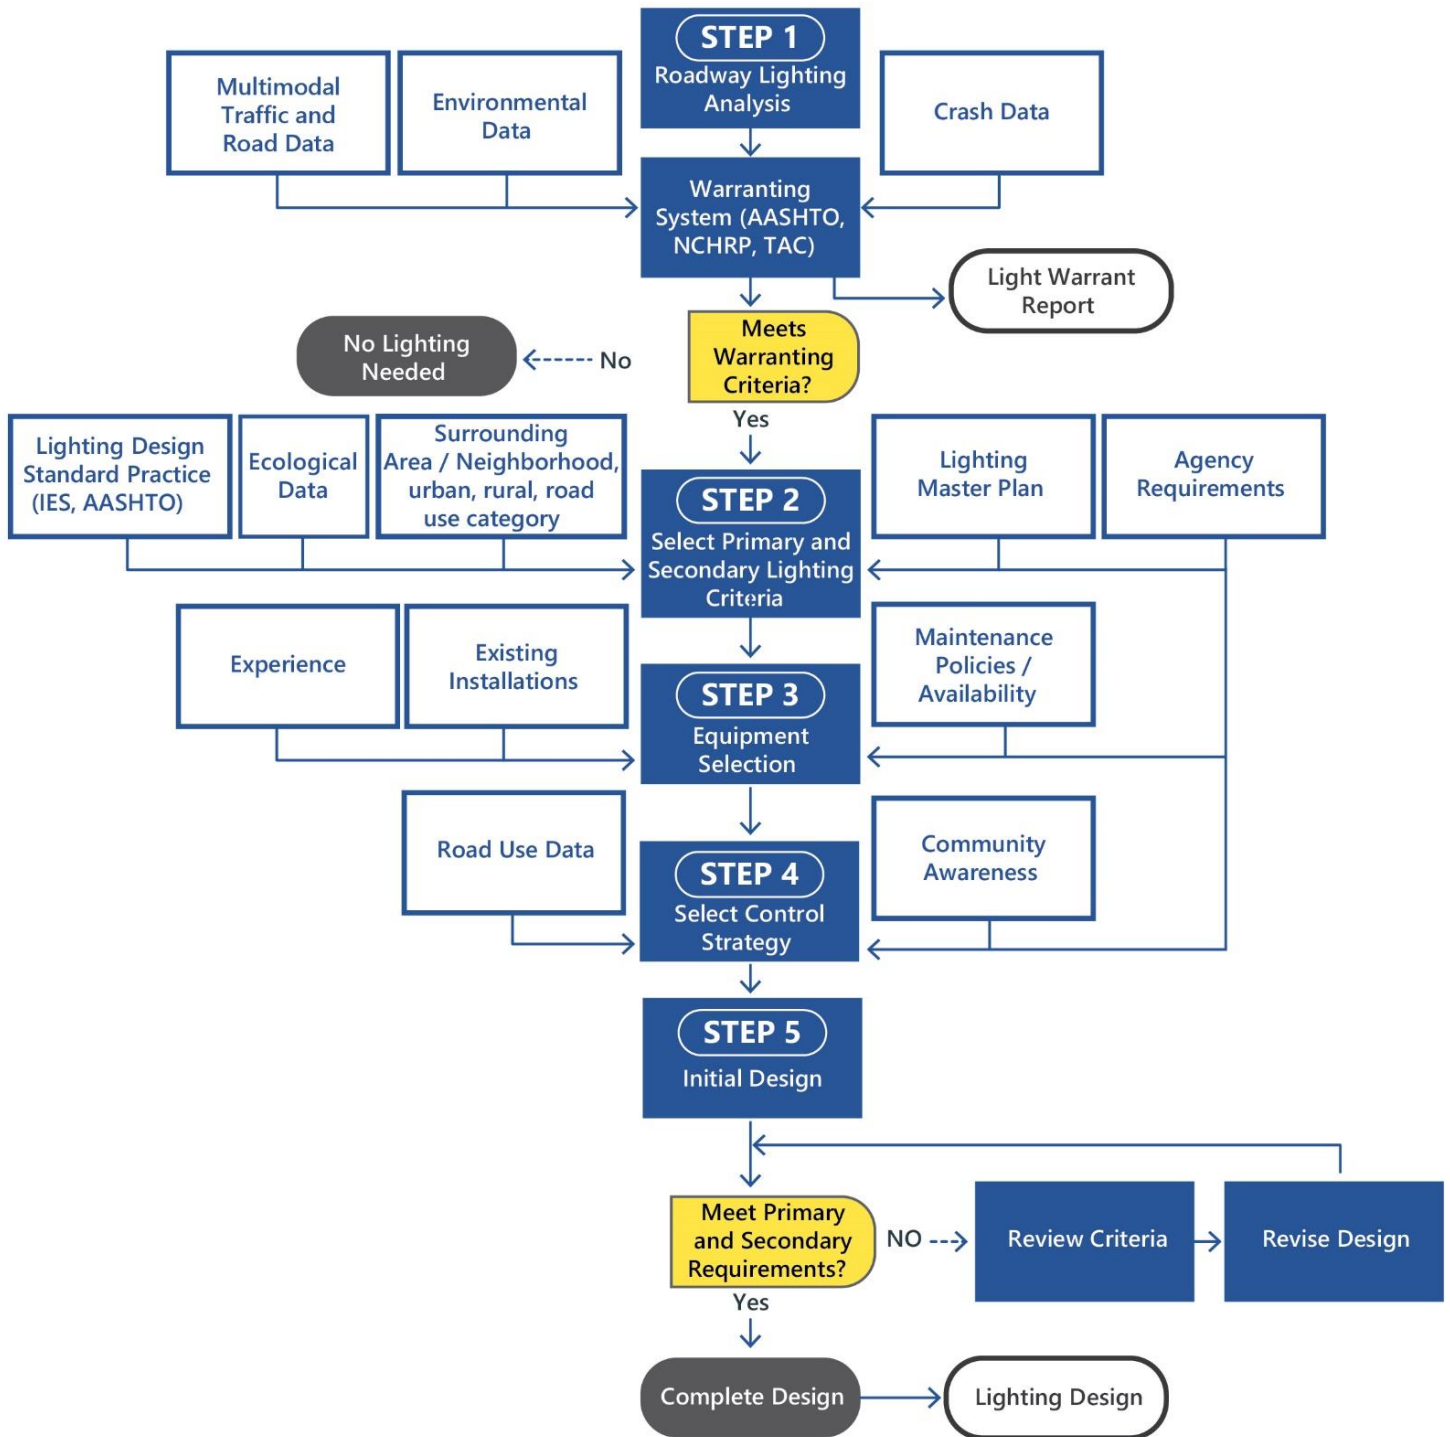 STEP 1
Roadway Lighting
Analysis
Multimodal
Traffic and
Road Data
Environmental
Data
Crash Data
Warranting
System (AASHTO,
NCHRP, TAC)
Light Warrant
Report
Meets
Warranting
Criteria?
No
No Lighting
Needed
Yes
Lighting Design
Standard Practice
(IES, AASHTO)
Ecological
Data
Surrounding
Area / Neighborhood,
urban, rural, road
use category
STEP 2
Select Primary and
Secondary Lighting
Criteria
Lighting
Master Plan
Agency
Requirements
Experience
Existing
Installations
STEP 3
Equipment
Selection
Maintenance
Policies /
Availability
Road Use Data
STEP 4
Select Control
Strategy
Community
Awareness
STEP 5
Initial Design
Meet Primary
and Secondary
Requirements?
NO
Review Criteria
Revise Design
Yes
Complete Design
Lighting Design